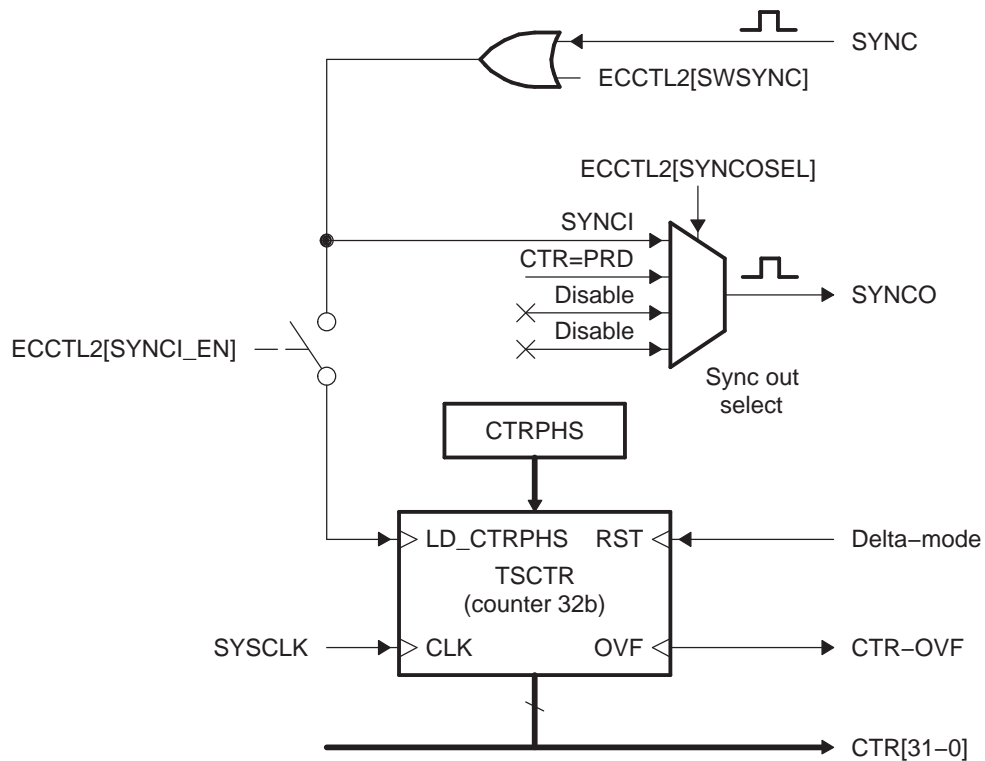 SYNC
ECCTL2[SWSYNC]
ECCTL2[SYNCOSEL]
SYNCI
CTR=PRD
Disable
Disable
SYNCO
ECCTL2[SYNCI_EN]
Sync out
select
CTRPHS
LD_CTRPHS
RST
Delta−mode
TSCTR
(counter 32b)
SYSCLK
CLK
OVF
CTR−OVF
CTR[31−0]